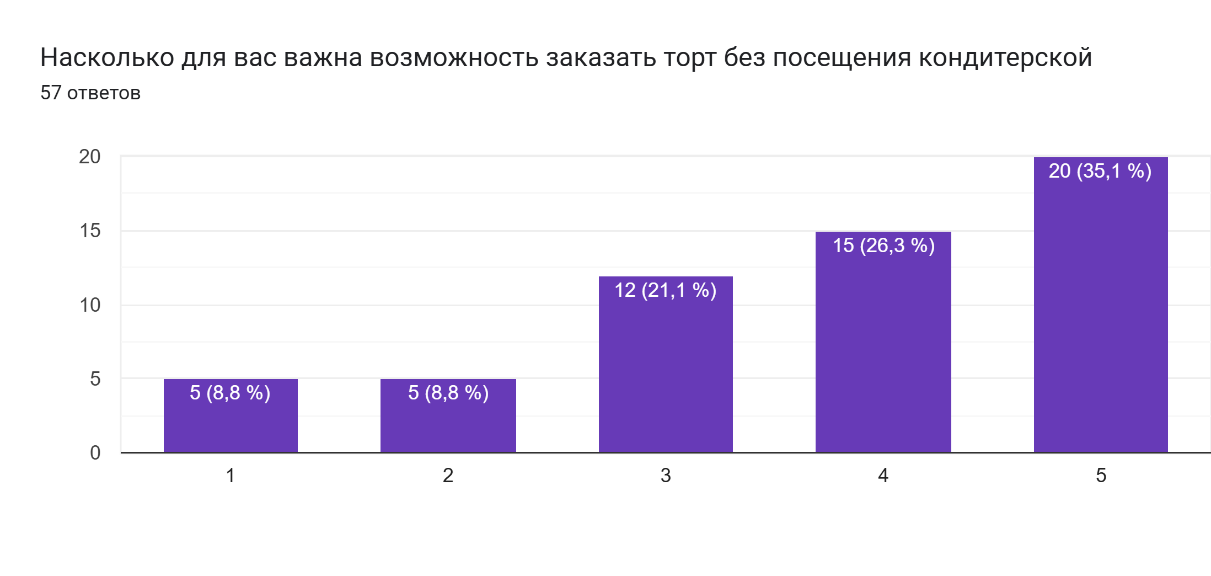 Насколько для вас важна возможность заказать торт без посещения кондитерской
57 ответов
20
15
10
5
0
5 (8,8 %)
5 (8,8 %)
12 (21,1 %)
15 (26,3 %)
20 (35,1 %)
1 2 3 4 5